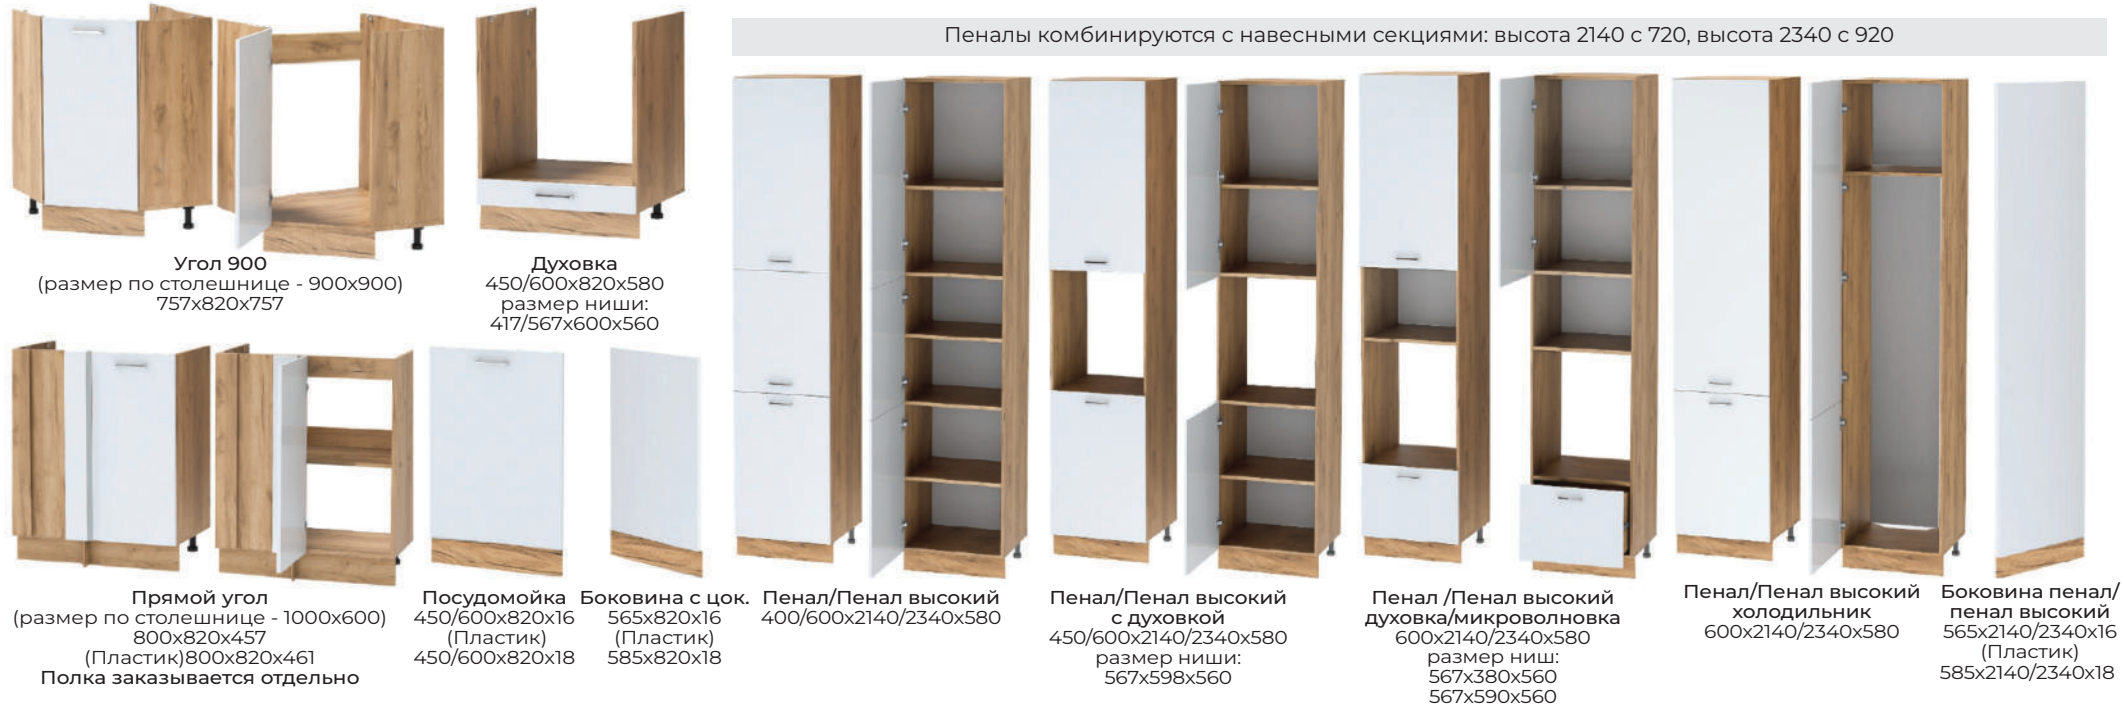 Пеналы комбинируются с навесными секциями: высота 2140 с 720, высота 2340 с 920
Угол 900
(размер по столешнице - 900х900)
757х820х757
Духовка
450/600х820х580
размер ниши:
417/567х600х560
Прямой угол
(размер по столешнице - 1000х600)
800х820х457
(Пластик)800х820х461
Полка заказывается отдельно
Посудомойка
450/600х820х16
(Пластик)
450/600х820х18
Боковина с цок.
565х820х16
(Пластик)
585х820х18
Пенал/Пенал высокий
400/600х2140/2340х580
Пенал/Пенал высокий
с духовкой
450/600х2140/2340х580
размер ниши:
567х598х560
Пенал /Пенал высокий
духовка/микроволновка
600х2140/2340х580
размер ниш:
567х380х560
567х590х560
Пенал/Пенал высокий
холодильник
600х2140/2340х580
Боковина пенал/
пенал высокий
565х2140/2340х16
(Пластик)
585х2140/2340х18